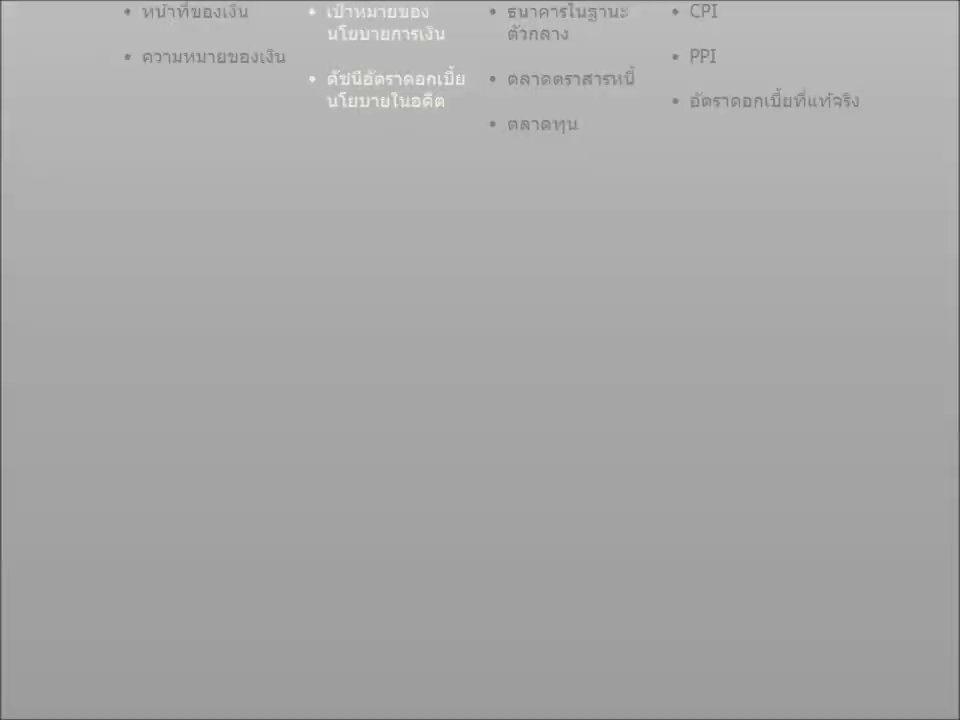 • หน้าที่ของเงิน
• ความหมายของเงิน
• เป้าหมายของ
นโยบายการเงิน
• ดัชนีอัตราดอกเบี้ย
นโยบายในอดีต
• ธนาคารในฐานะ
ตัวกลาง
• ตลาดตราสารหนี้
• ตลาดทุน
• CPI
• PPI
• อัตราดอกเบี้ยที่แท้จริง